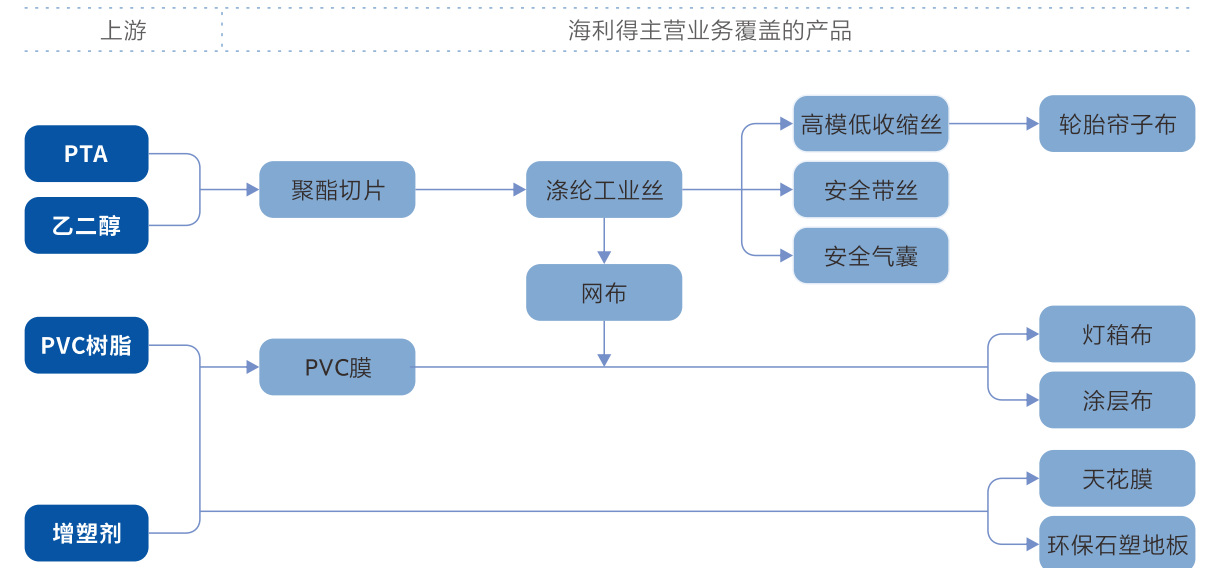 上游
海利得主营业务覆盖的产品
PTA
乙二醇
聚酯切片
涤纶工业丝
高模低收缩丝
轮胎帘子布
安全带丝
安全气囊
网布
PVC树脂
PVC膜
灯箱布
涂层布
增塑剂
天花膜
环保石塑地板